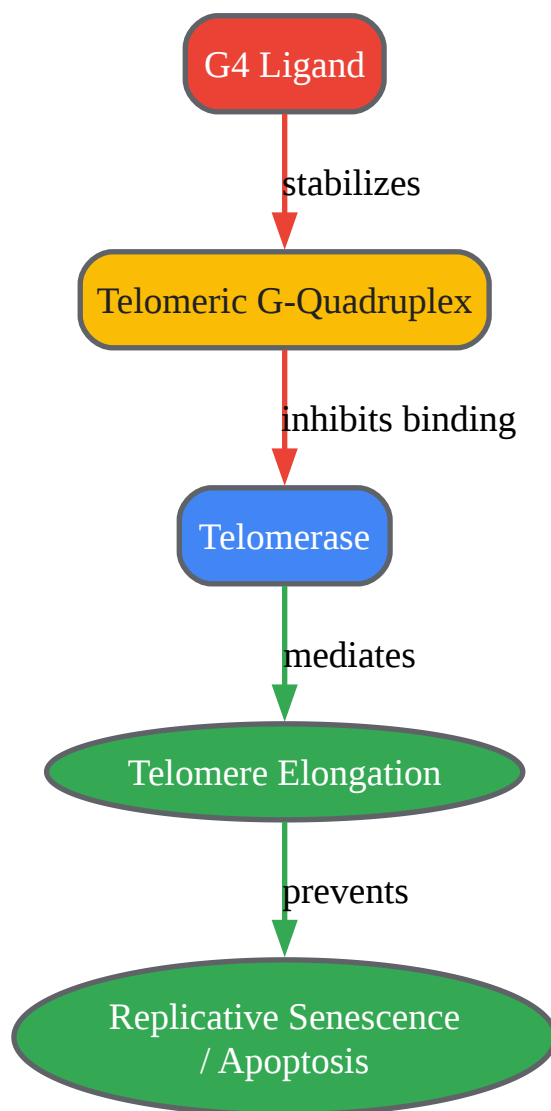 G4 Ligand
stabilizes
Telomeric G-Quadruplex
inhibits binding
Telomerase
mediates
Telomere Elongation
prevents
Replicative Senescence
/ Apoptosis